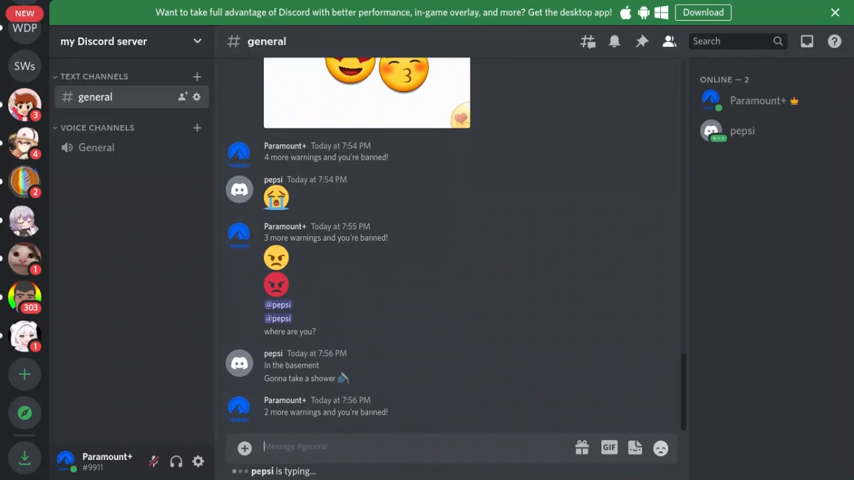 NEW
Want to take full advantage of Discord with better performance, in-game overlay, and more? Get the desktop app!
Download
WDP
SWs
3
4
2
1
303
1
my Discord server
TEXT CHANNELS
general
VOICE CHANNELS
General
Paramount+
#9911
# general
Search
Paramount+ Today at 7:54 PM
4 more warnings and you're banned!
pepsi Today at 7:54 PM
Paramount+ Today at 7:55 PM
3 more warnings and you're banned!
@pepsi
@pepsi
where are you?
pepsi Today at 7:56 PM
In the basement
Gonna take a shower
Paramount+ Today at 7:56 PM
2 more warnings and you're banned!
Message #general
GIF
pepsi is typing...
ONLINE — 2
Paramount+
pepsi